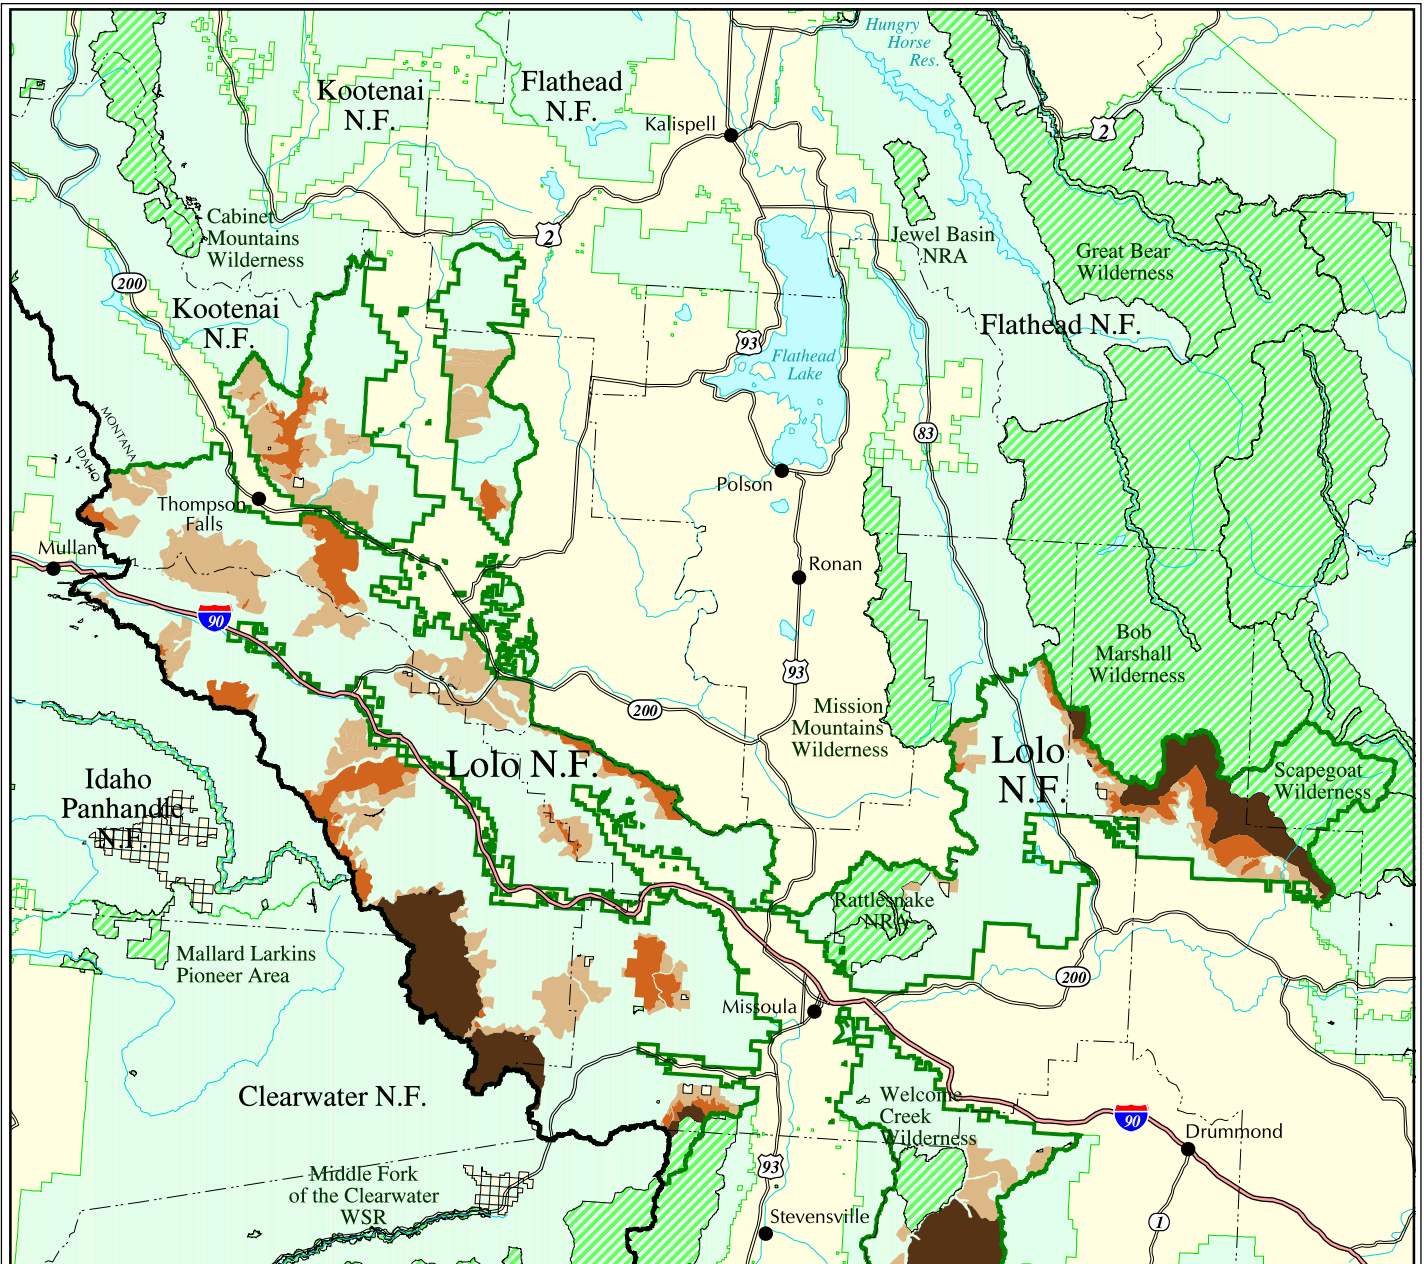 Hungry
Horse
Res.
Flathead
N.F.
Kootenai
N.F.
Kalispell
2
Cabinet
Mountains
Wilderness
2
Jewel Basin
NRA
Great Bear
Wilderness
200
Kootenai
N.F.
Flathead N.F.
93
Flathead
Lake
MONTANA
IDAHO
83
Polson
Thompson
Falls
Mullan
Ronan
90
Bob
Marshall
Wilderness
93
200
Mission
Mountains
Wilderness
Lolo N.F.
Lolo
N.F.
Scapegoat
Wilderness
Idaho
Panhandle
N.F.
Rattlesnake
NRA
Mallard Larkins
Pioneer Area
200
Missoula
Clearwater N.F.
Welcome
Creek
Wilderness
90
Drummond
93
Middle Fork
of the Clearwater
WSR
Stevensville
1